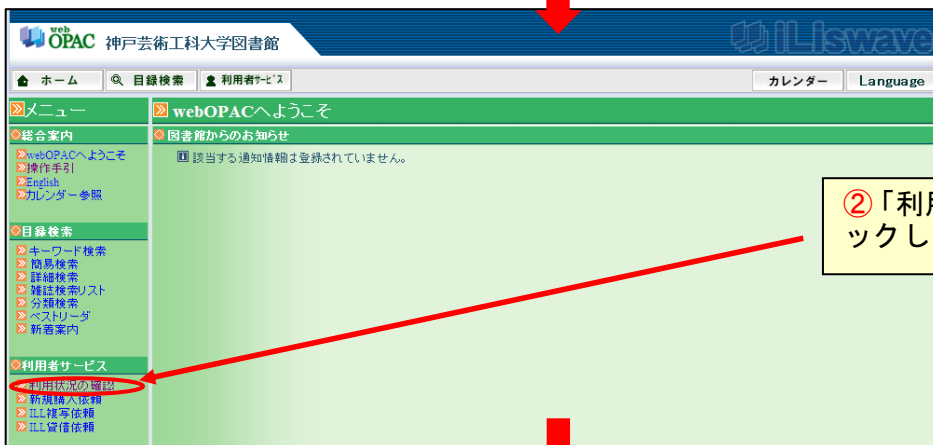 web
OPAC 神戸芸術工科大学図書館
iLiswave
ホーム 目録検索 利用者サービス
カレンダー Language
メニュー
webOPACへようこそ
総合案内
図書館からのお知らせ
webOPACへようこそ
操作手引
English
カレンダー参照
該当する通知情報は登録されていません。
②「利用
ックし
目録検索
キーワード検索
簡易検索
詳細検索
雑誌検索リスト
分類検索
ベストリーダ
新着案内
利用者サービス
利用状況の確認
新規購入依頼
ILL複写依頼
ILL貸借依頼